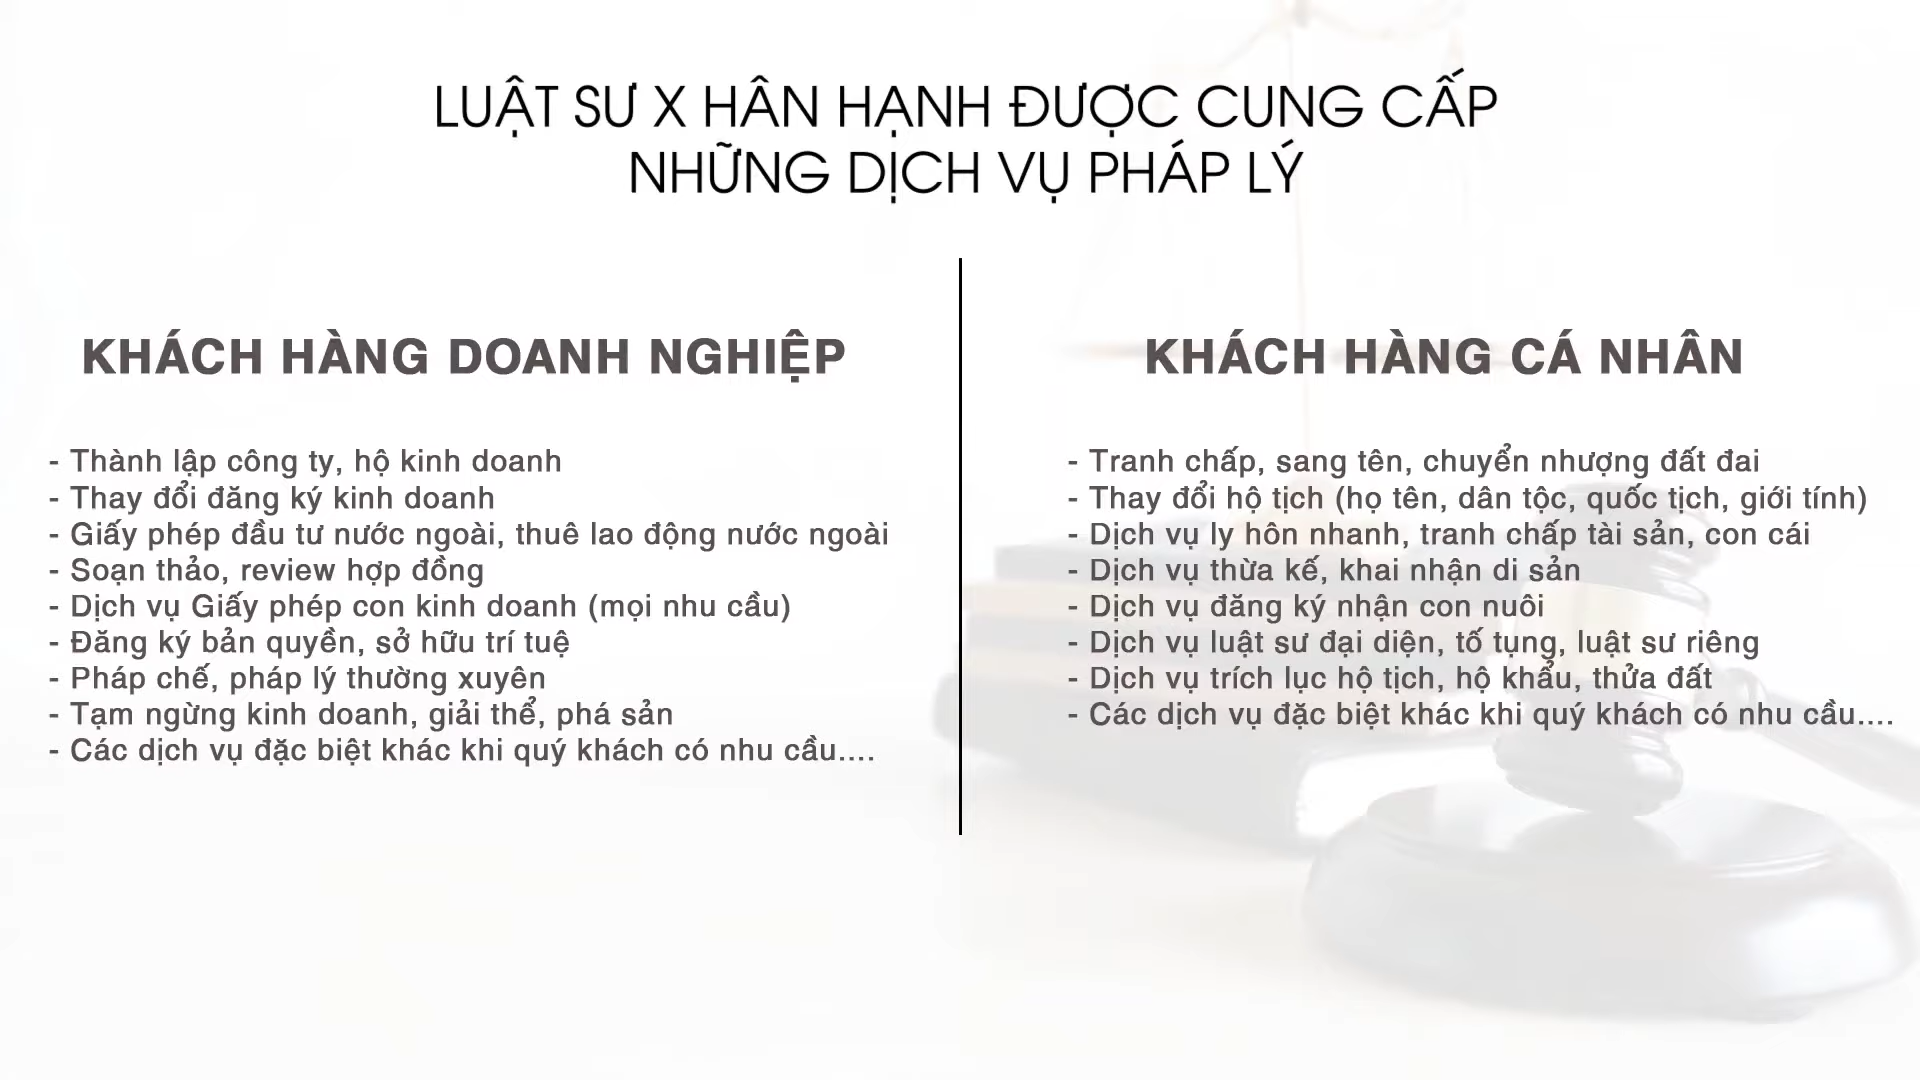 LUẬT SƯ X HÂN HẠNH ĐƯỢC CUNG CẤP
NHỮNG DỊCH VỤ PHÁP LÝ
KHÁCH HÀNG DOANH NGHIỆP
- Thành lập công ty, hộ kinh doanh
- Thay đổi đăng ký kinh doanh
- Giấy phép đầu tư nước ngoài, thuê lao động nước ngoài
- Soạn thảo, review hợp đồng
- Dịch vụ Giấy phép con kinh doanh (mọi nhu cầu)
- Đăng ký bản quyền, sở hữu trí tuệ
- Pháp chế, pháp lý thường xuyên
- Tạm ngừng kinh doanh, giải thể, phá sản
- Các dịch vụ đặc biệt khác khi quý khách có nhu cầu....
KHÁCH HÀNG CÁ NHÂN
- Tranh chấp, sang tên, chuyển nhượng đất đai
- Thay đổi hộ tịch (họ tên, dân tộc, quốc tịch, giới tính)
- Dịch vụ ly hôn nhanh, tranh chấp tài sản, con cái
- Dịch vụ thừa kế, khai nhận di sản
- Dịch vụ đăng ký nhận con nuôi
- Dịch vụ luật sư đại diện, tố tụng, luật sư riêng
- Dịch vụ trích lục hộ tịch, hộ khẩu, thửa đất
- Các dịch vụ đặc biệt khác khi quý khách có nhu cầu....